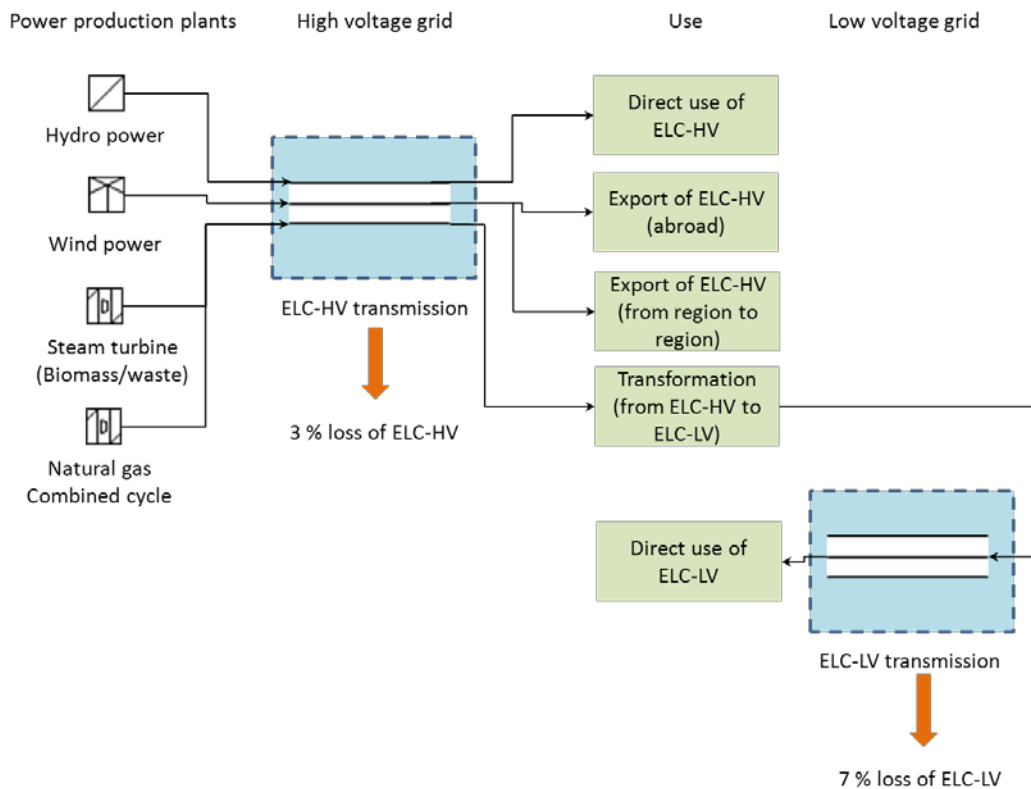 Power production plants
High voltage grid
Use
Low voltage grid
Hydro power
Wind power
Steam turbine
(Biomass/waste)
Natural gas
Combined cycle
ELC-HV transmission
3 % loss of ELC-HV
Direct use of
ELC-HV
Export of ELC-HV
(abroad)
Export of ELC-HV
(from region to
region)
Transformation
(from ELC-HV to
ELC-LV)
Direct use of
ELC-LV
ELC-LV transmission
7 % loss of ELC-LV